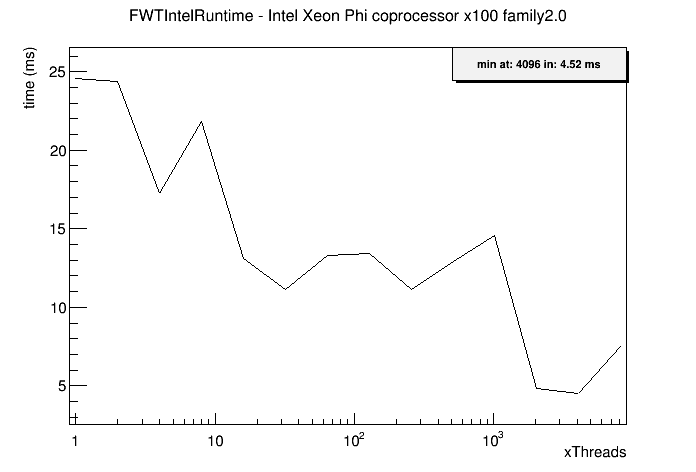 FWTIntelRuntime - Intel Xeon Phi coprocessor x100 family2.0
time (ms)
min at: 4096 in: 4.52 ms
25
20
15
10
5
1
10
10²
10³
xThreads